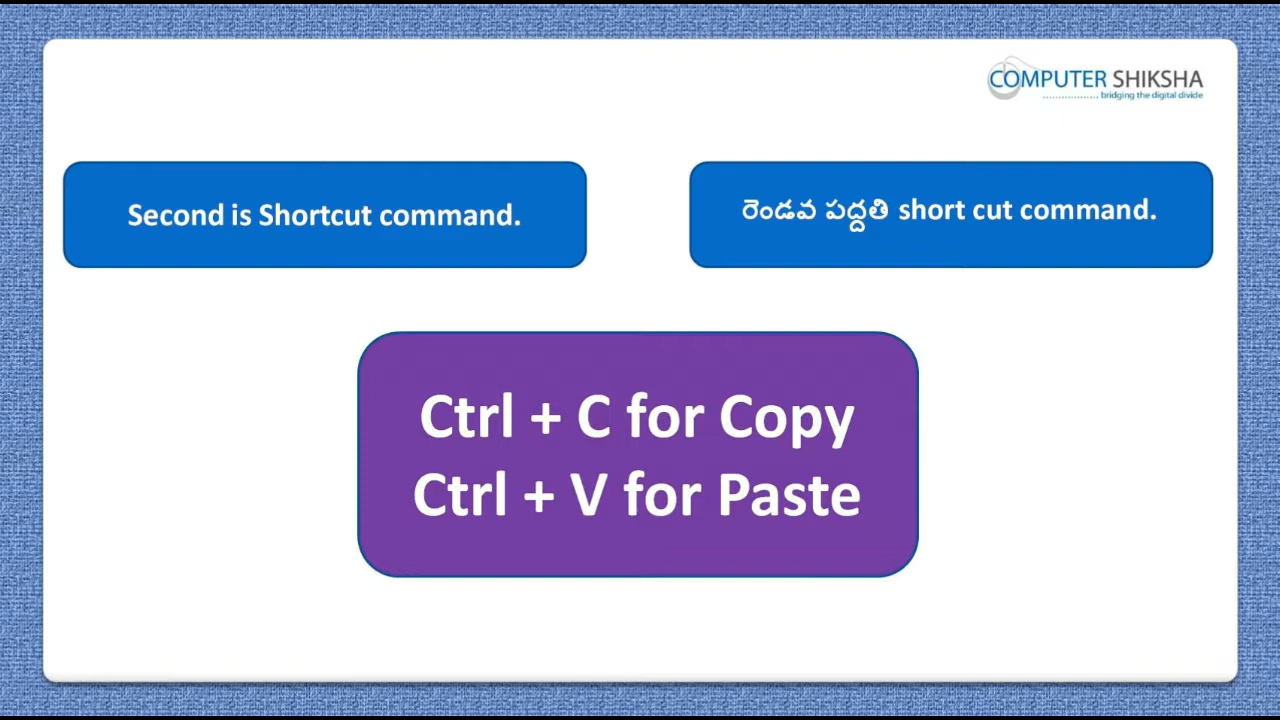 COMPUTER SHIKSHA
.................. bridging the digital divide
Second is Shortcut command.
రెండవ పద్దతి short cut command.
Ctrl + C for Copy
Ctrl + V for Paste